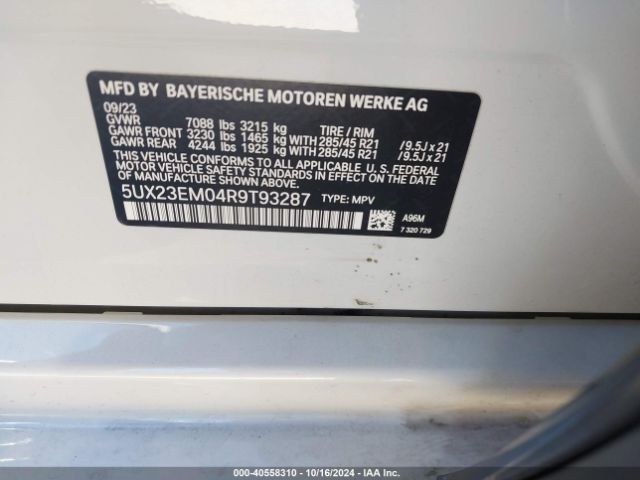 MFD BY BAYERISCHE MOTOREN WERKE AG
09/23
GVWR 7088 lbs 3215 kg TIRE / RIM
GAWR FRONT 3230 lbs 1465 kg WITH 285/45 R21 /9.5J x 21
GAWR REAR 4244 lbs 1925 kg WITH 285/45 R21 /9.5J x 21
THIS VEHICLE CONFORMS TO ALL APPLICABLE U.S. FEDERAL
MOTOR VEHICLE SAFETY STANDARDS IN EFFECT ON THE
DATE OF MANUFACTURE SHOWN ABOVE.
5UX23EM04R9T93287 TYPE: MPV
A96M
7 320 729
000-40558310 | 10/16/2024 | IAA Inc.